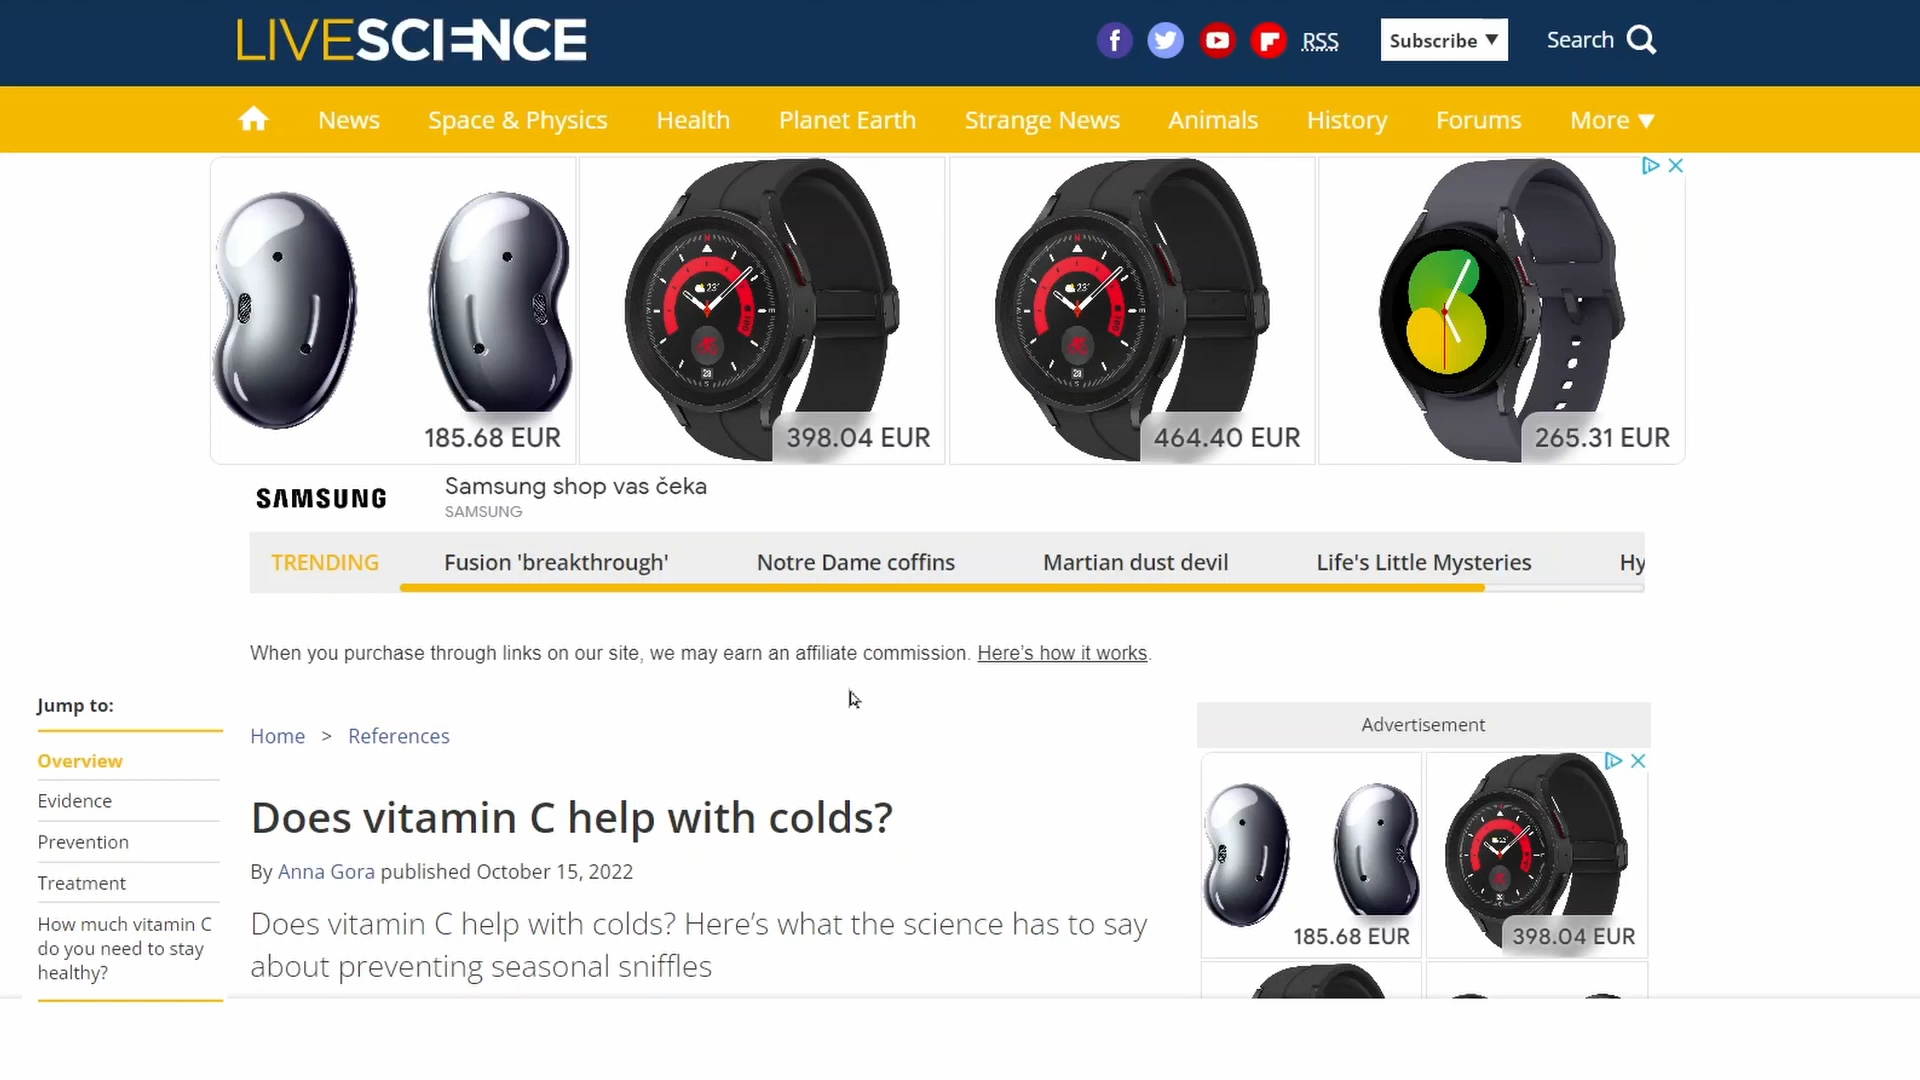 LIVESCIENCE
RSS
Subscribe
Search
News
Space & Physics
Health
Planet Earth
Strange News
Animals
History
Forums
More
185.68 EUR
398.04 EUR
464.40 EUR
265.31 EUR
SAMSUNG
Samsung shop vas čeka
SAMSUNG
TRENDING
Fusion 'breakthrough'
Notre Dame coffins
Martian dust devil
Life's Little Mysteries
Hy
When you purchase through links on our site, we may earn an affiliate commission. Here’s how it works.
Jump to:
Overview
Evidence
Prevention
Treatment
How much vitamin C
do you need to stay
healthy?
Home > References
Does vitamin C help with colds?
By Anna Gora published October 15, 2022
Does vitamin C help with colds? Here’s what the science has to say
about preventing seasonal sniffles
Advertisement
185.68 EUR
398.04 EUR